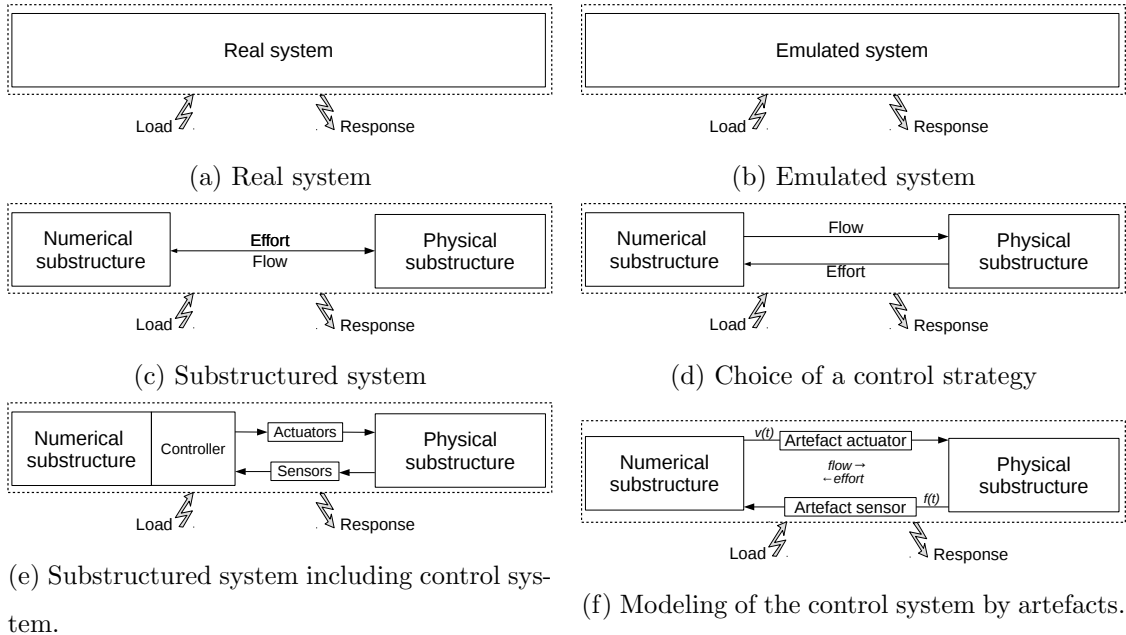 Real system
Load
Response
(a) Real system
Emulated system
Load
Response
(b) Emulated system
Numerical
substructure
Effort
Flow
Physical
substructure
Load
Response
(c) Substructured system
Numerical
substructure
Flow
Effort
Physical
substructure
Load
Response
(d) Choice of a control strategy
Numerical
substructure
Controller
Actuators
Sensors
Physical
substructure
Load
Response
(e) Substructured system including control sys-
tem.
Numerical
substructure
v(t)
Artefact actuator
flow→
←effort
Artefact sensor
f(t)
Physical
substructure
Load
Response
(f) Modeling of the control system by artefacts.